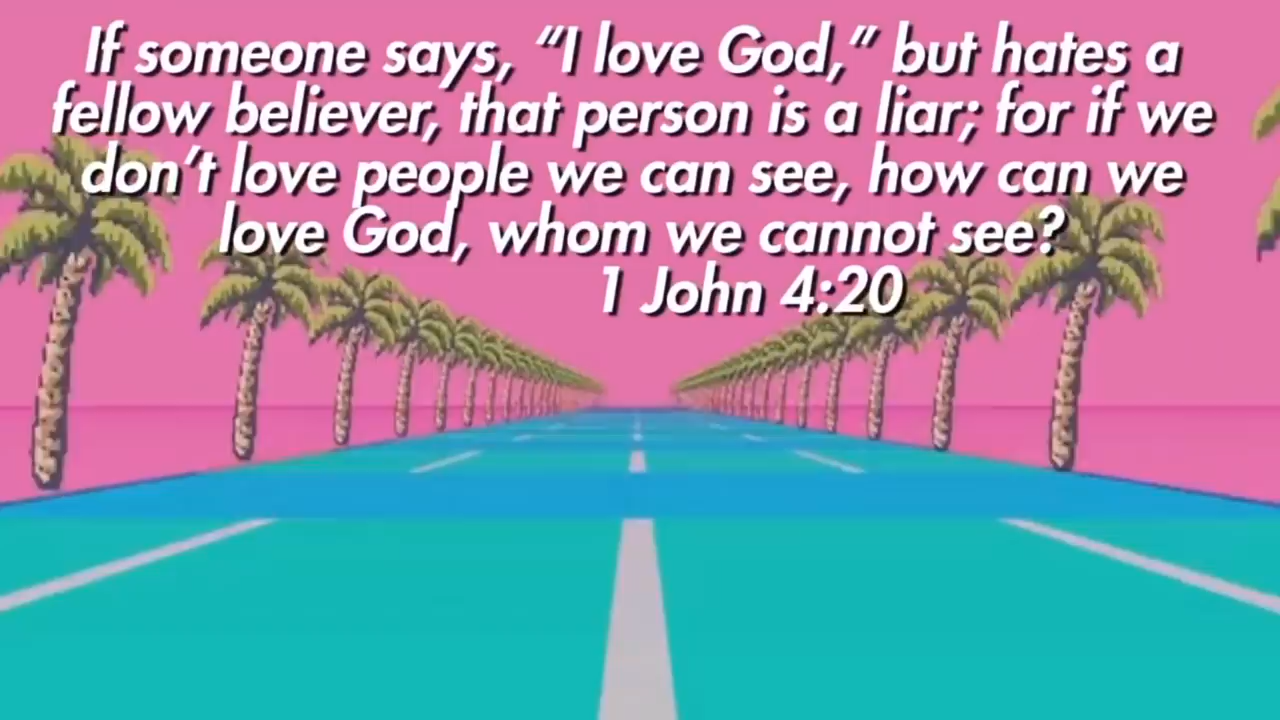 If someone says, “I love God,” but hates a
fellow believer, that person is a liar; for if we
don’t love people we can see, how can we
love God, whom we cannot see?
1 John 4:20